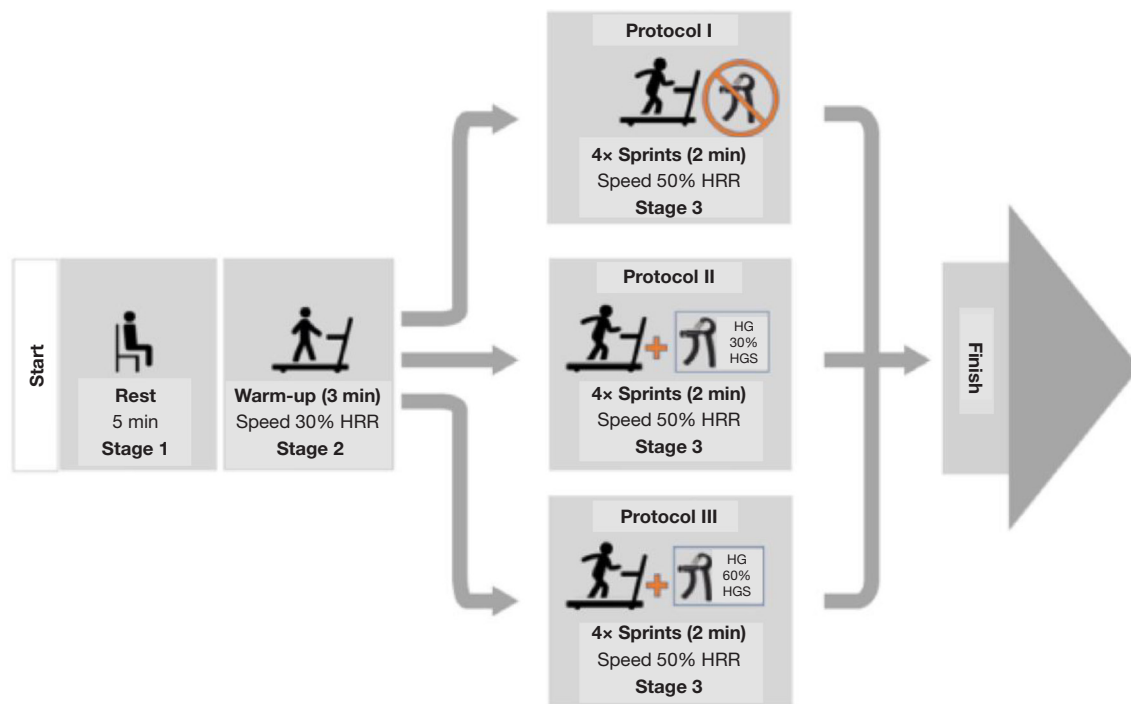 Start
Rest
5 min
Stage 1
Warm-up (3 min)
Speed 30% HRR
Stage 2
Protocol I
4× Sprints (2 min)
Speed 50% HRR
Stage 3
Protocol II
HG
30%
HGS
4× Sprints (2 min)
Speed 50% HRR
Stage 3
Protocol III
HG
60%
HGS
4× Sprints (2 min)
Speed 50% HRR
Stage 3
Finish